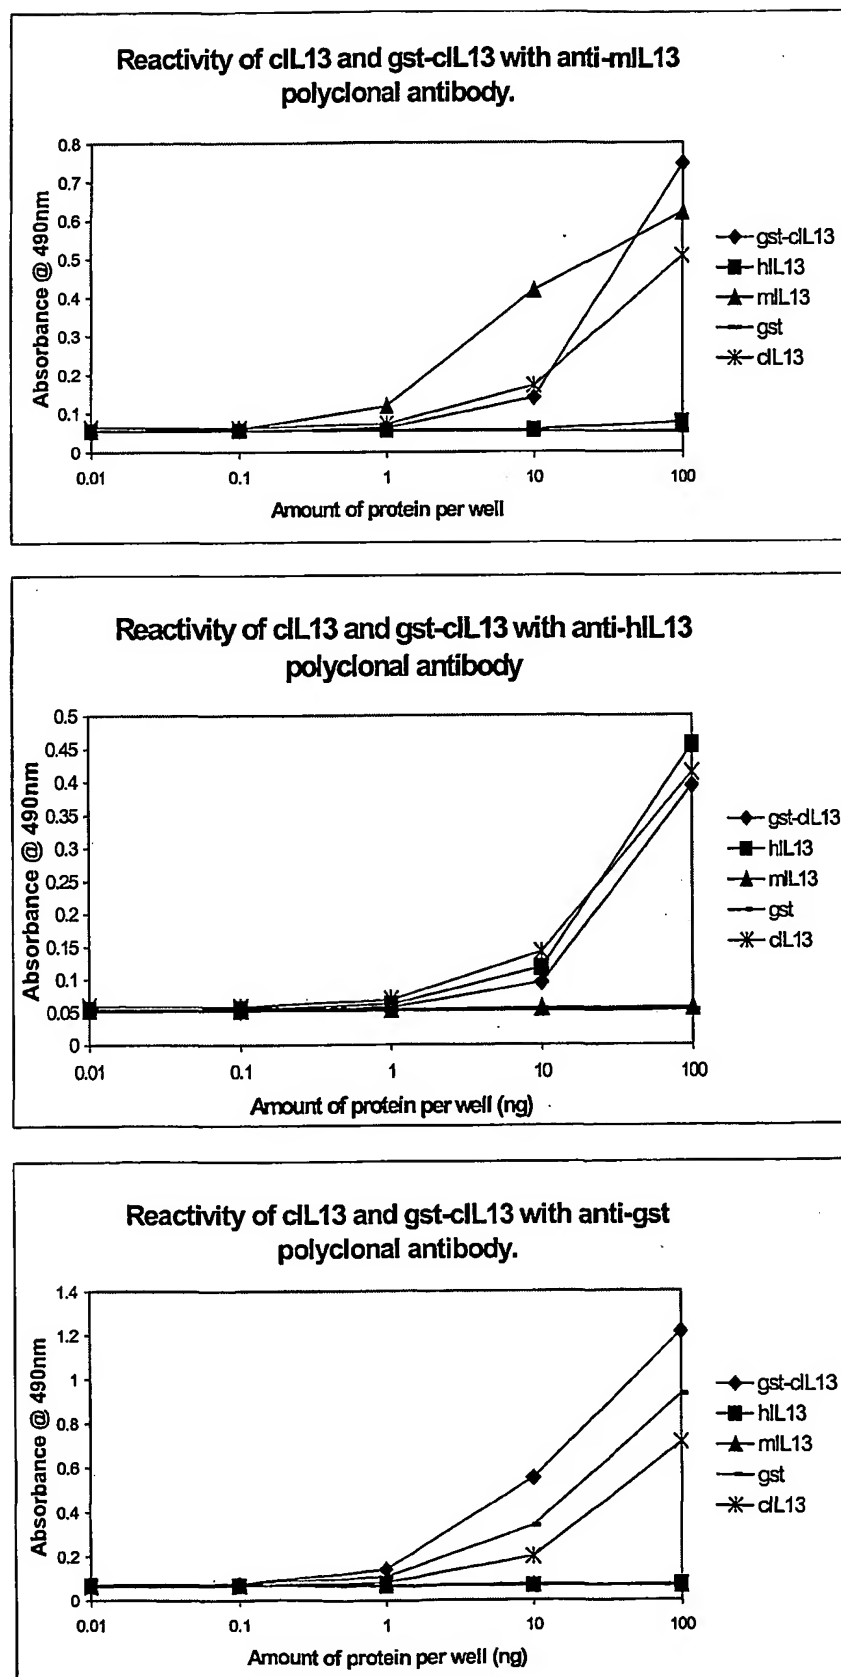 Reactivity of cIL13 and gst-cIL13 with anti-mIL13
polyclonal antibody.
Absorbance @ 490nm
0.8
0.7
0.6
0.5
0.4
0.3
0.2
0.1
0
0.01 0.1 1 10 100
Amount of protein per well
gst-cIL13
hIL13
mIL13
gst
cIL13
Reactivity of cIL13 and gst-cIL13 with anti-hIL13
polyclonal antibody
Absorbance @ 490nm
0.5
0.45
0.4
0.35
0.3
0.25
0.2
0.15
0.1
0.05
0
0.01 0.1 1 10 100
Amount of protein per well (ng)
gst-cIL13
hIL13
mIL13
gst
cIL13
Reactivity of cIL13 and gst-cIL13 with anti-gst
polyclonal antibody.
Absorbance @ 490nm
1.4
1.2
1
0.8
0.6
0.4
0.2
0
0.01 0.1 1 10 100
Amount of protein per well (ng)
gst-cIL13
hIL13
mIL13
gst
cIL13